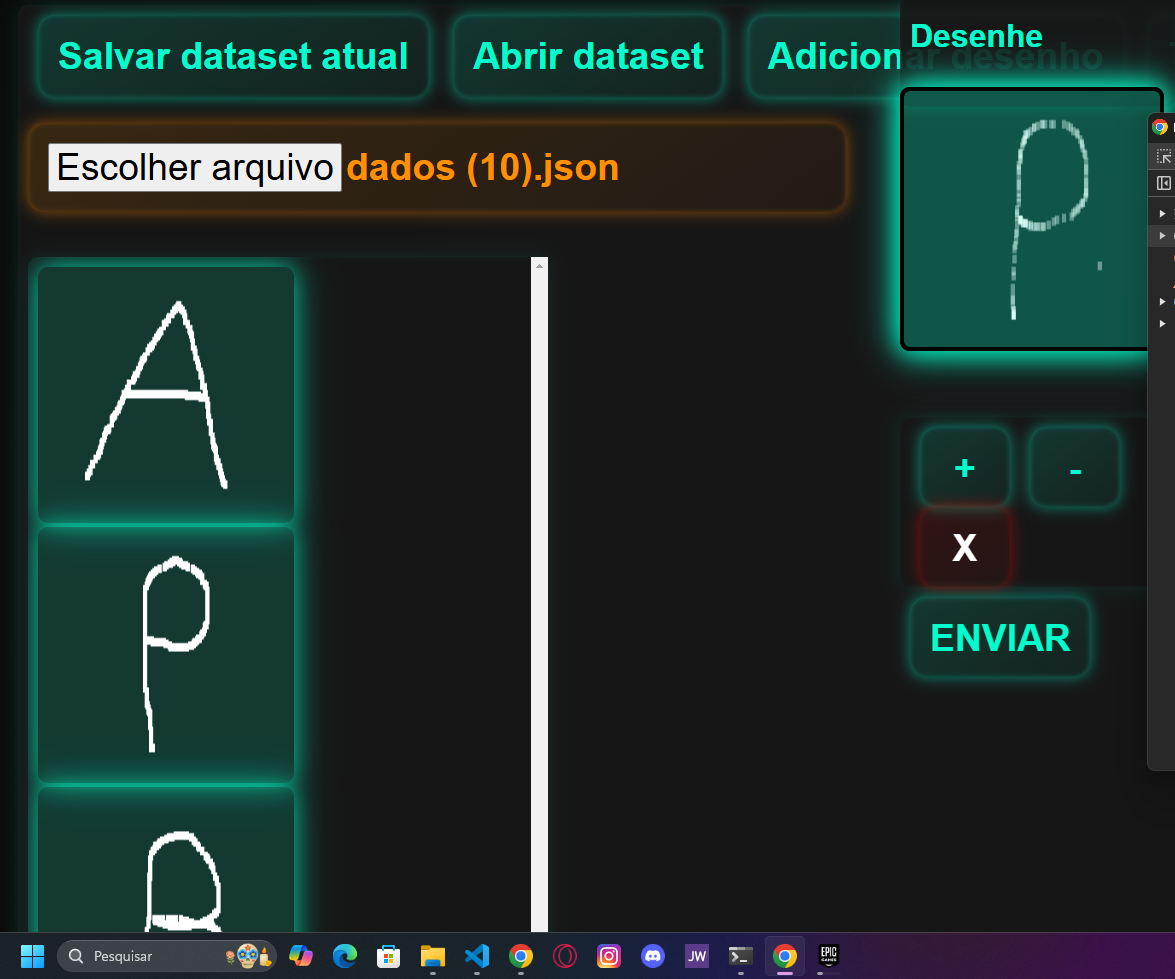 Salvar dataset atual
Abrir dataset
Adicionar desenho
Desenhe
Escolher arquivo dados (10).json
A
P
P
+
-
X
ENVIAR
Pesquisar
JW
EPIC
GAMES